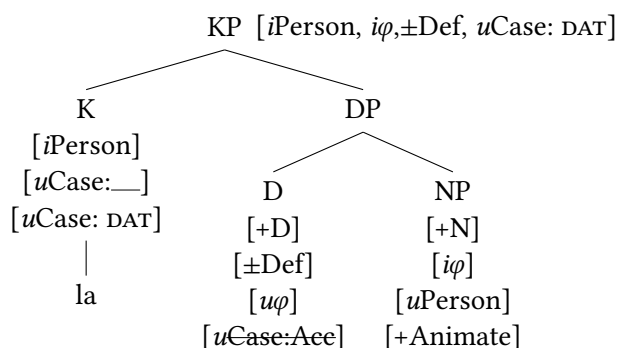 KP [iPerson, iφ,±Def, uCase: DAT]
K DP
[iPerson]
[uCase:__]
[uCase: DAT]
la
D NP
[+D] [+N]
[±Def] [iφ]
[uφ] [uPerson]
[uCase:Acc] [+Animate]